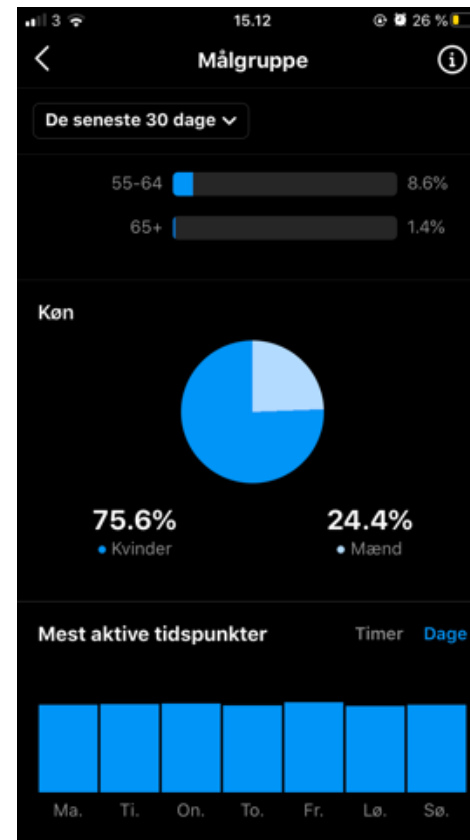 3 15.12 26 %
Målgruppe
De seneste 30 dage
55-64 8.6%
65+ 1.4%
Køn
75.6% 24.4%
Kvinder Mænd
Mest aktive tidspunkter Timer Dage
Ma. Ti. On. To. Fr. Lø. Sø.